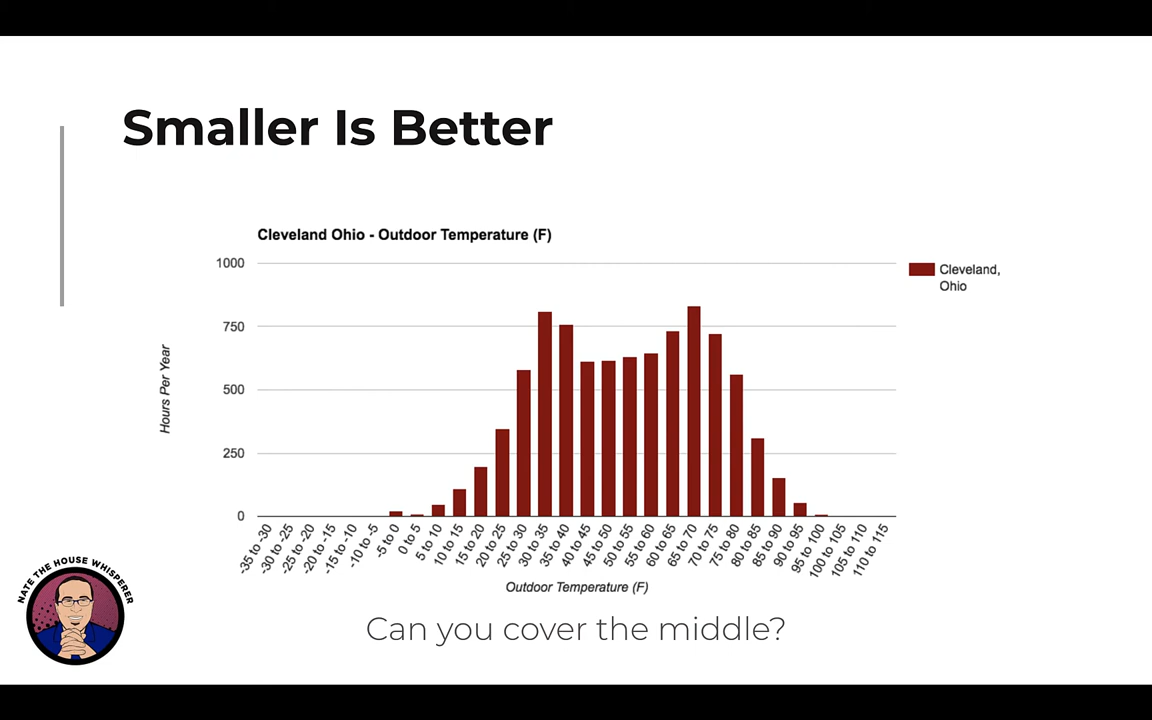 Smaller Is Better
Cleveland Ohio - Outdoor Temperature (F)
1000
750
500
250
0
Hours Per Year
Cleveland,
Ohio
-35 to -30
-30 to -25
-25 to -20
-20 to -15
-15 to -10
-10 to -5
-5 to 0
0 to 5
5 to 10
10 to 15
15 to 20
20 to 25
25 to 30
30 to 35
35 to 40
40 to 45
45 to 50
50 to 55
55 to 60
60 to 65
65 to 70
70 to 75
75 to 80
80 to 85
85 to 90
90 to 95
95 to 100
100 to 105
105 to 110
110 to 115
Outdoor Temperature (F)
NATE THE HOUSE WHISPERER
Can you cover the middle?